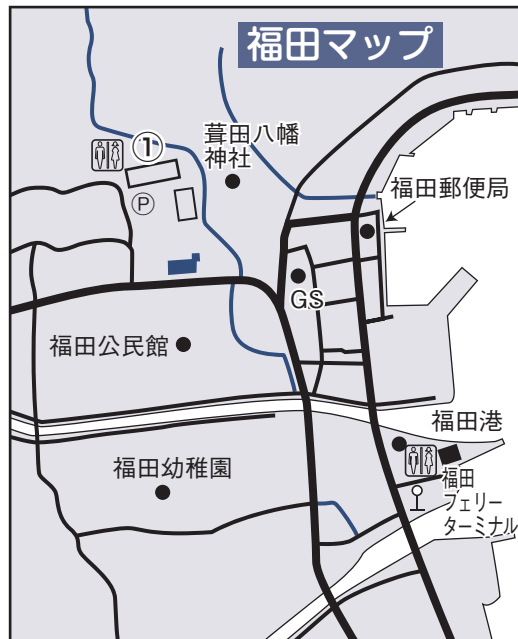 福田マップ
①
葺田八幡
神社
P
福田郵便局
GS
福田公民館
福田港
福田幼稚園
福田
フェリー
ターミナル